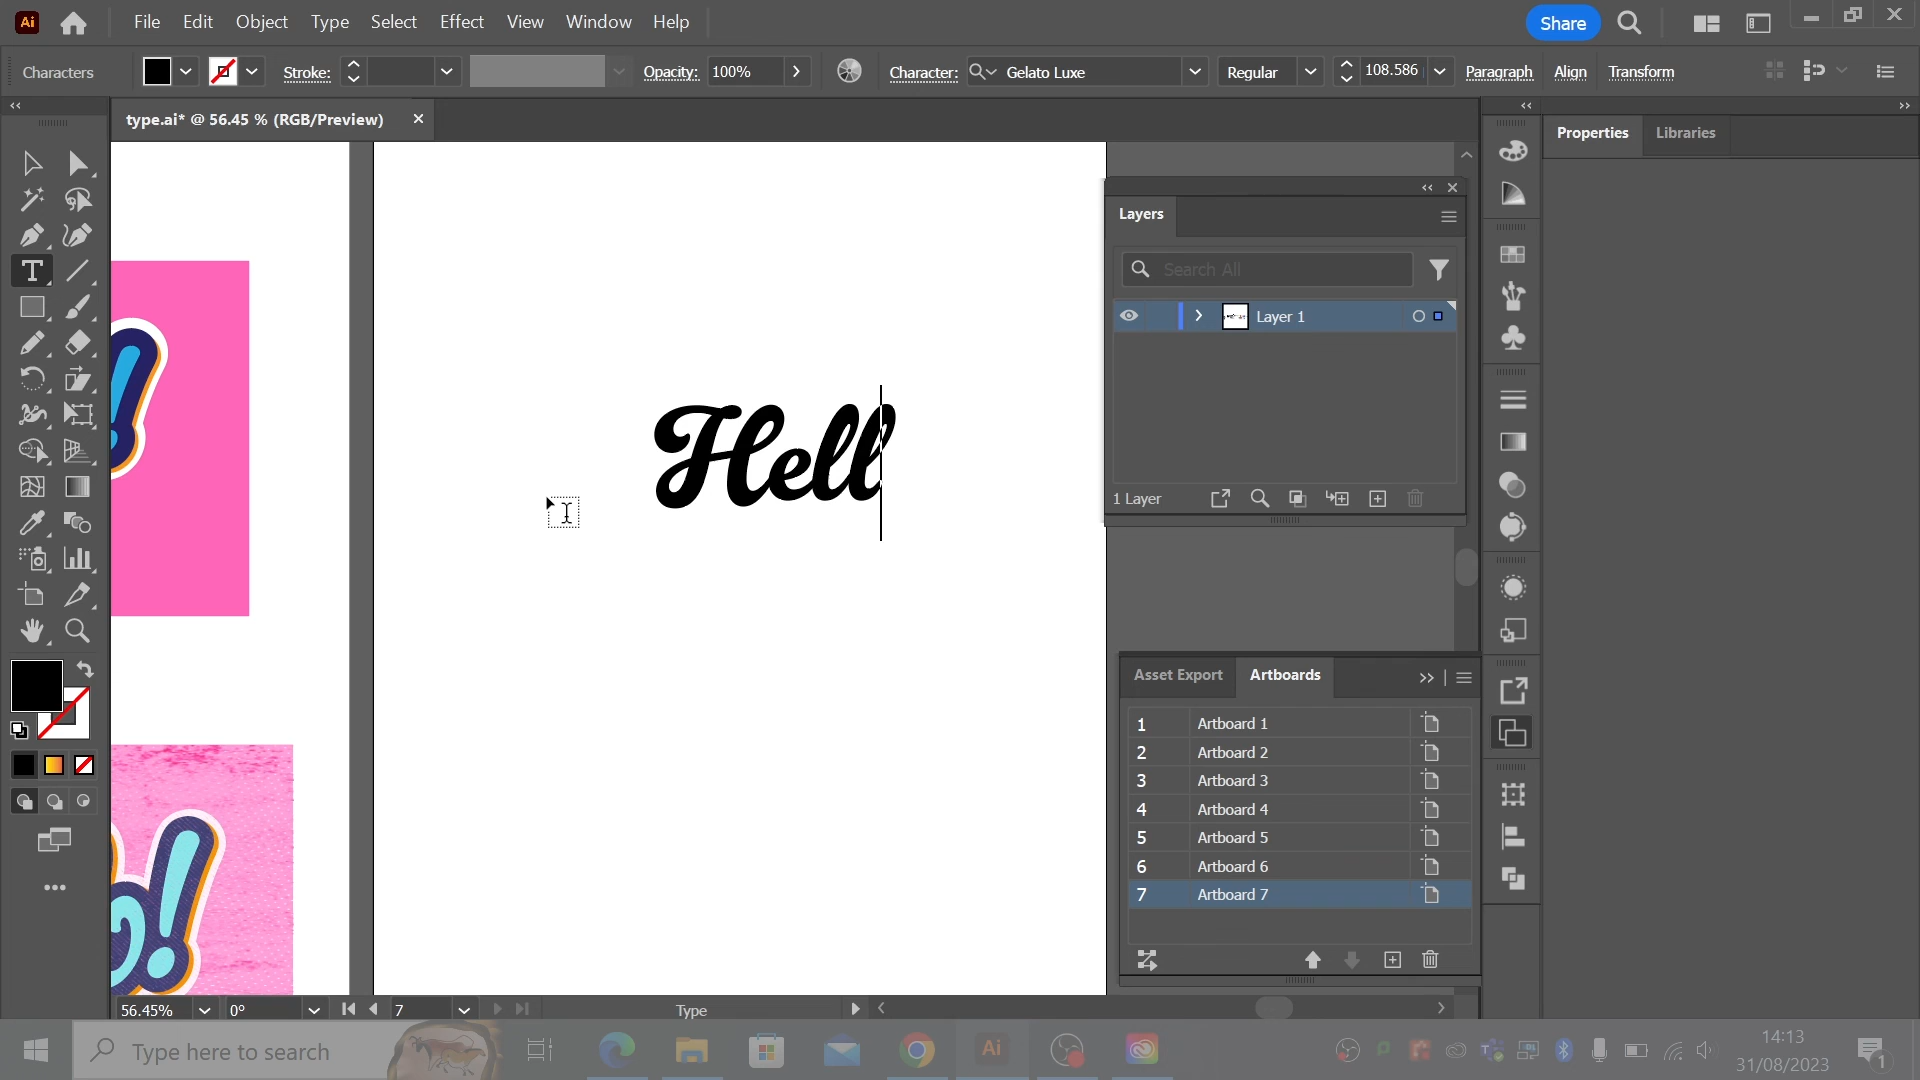 Ai File Edit Object Type Select Effect View Window Help Share
Characters Stroke: Opacity: 100% Character: Gelato Luxe Regular 108.586 Paragraph Align Transform
type.ai* @ 56.45 % (RGB/Preview)
Properties Libraries
Layers
Search All
Layer 1
1 Layer
Hell
!
o!
Asset Export Artboards
1 Artboard 1
2 Artboard 2
3 Artboard 3
4 Artboard 4
5 Artboard 5
6 Artboard 6
7 Artboard 7
56.45% 0° 7 Type
Type here to search
Ai
14:13
31/08/2023
1